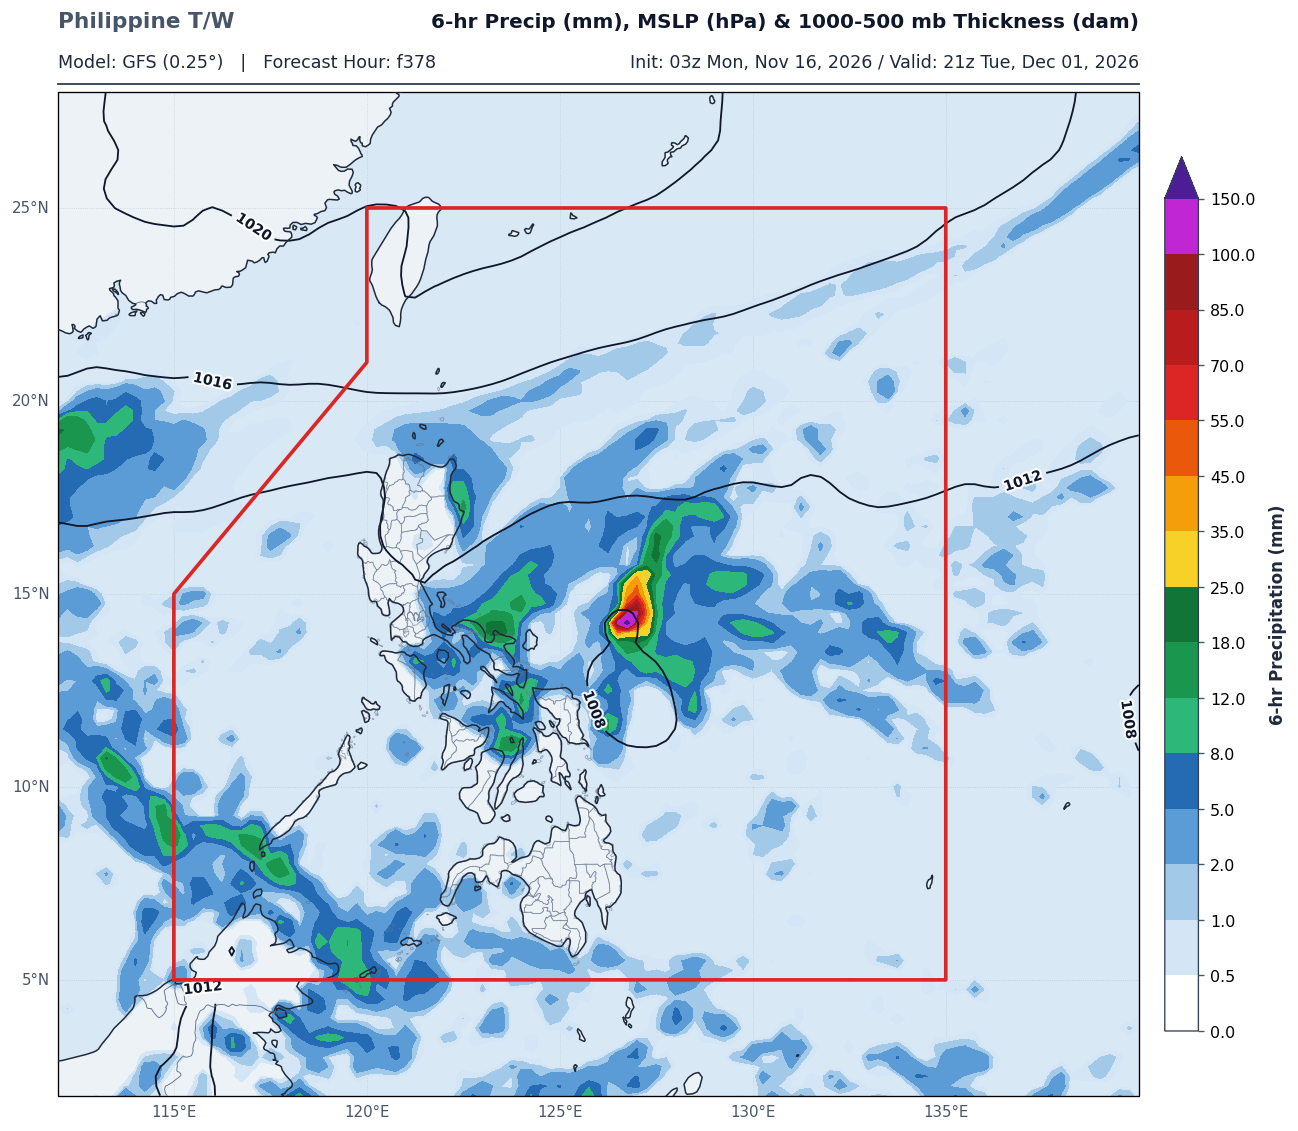 Philippine T/W
6-hr Precip (mm), MSLP (hPa) & 1000-500 mb Thickness (dam)
Model: GFS (0.25°) | Forecast Hour: f378
Init: 03z Mon, Nov 16, 2026 / Valid: 21z Tue, Dec 01, 2026
25°N
20°N
15°N
10°N
5°N
1020
1016
1012
1008
1008
1012
115°E
120°E
125°E
130°E
135°E
150.0
100.0
85.0
70.0
55.0
45.0
35.0
25.0
18.0
12.0
8.0
5.0
2.0
1.0
0.5
0.0
6-hr Precipitation (mm)